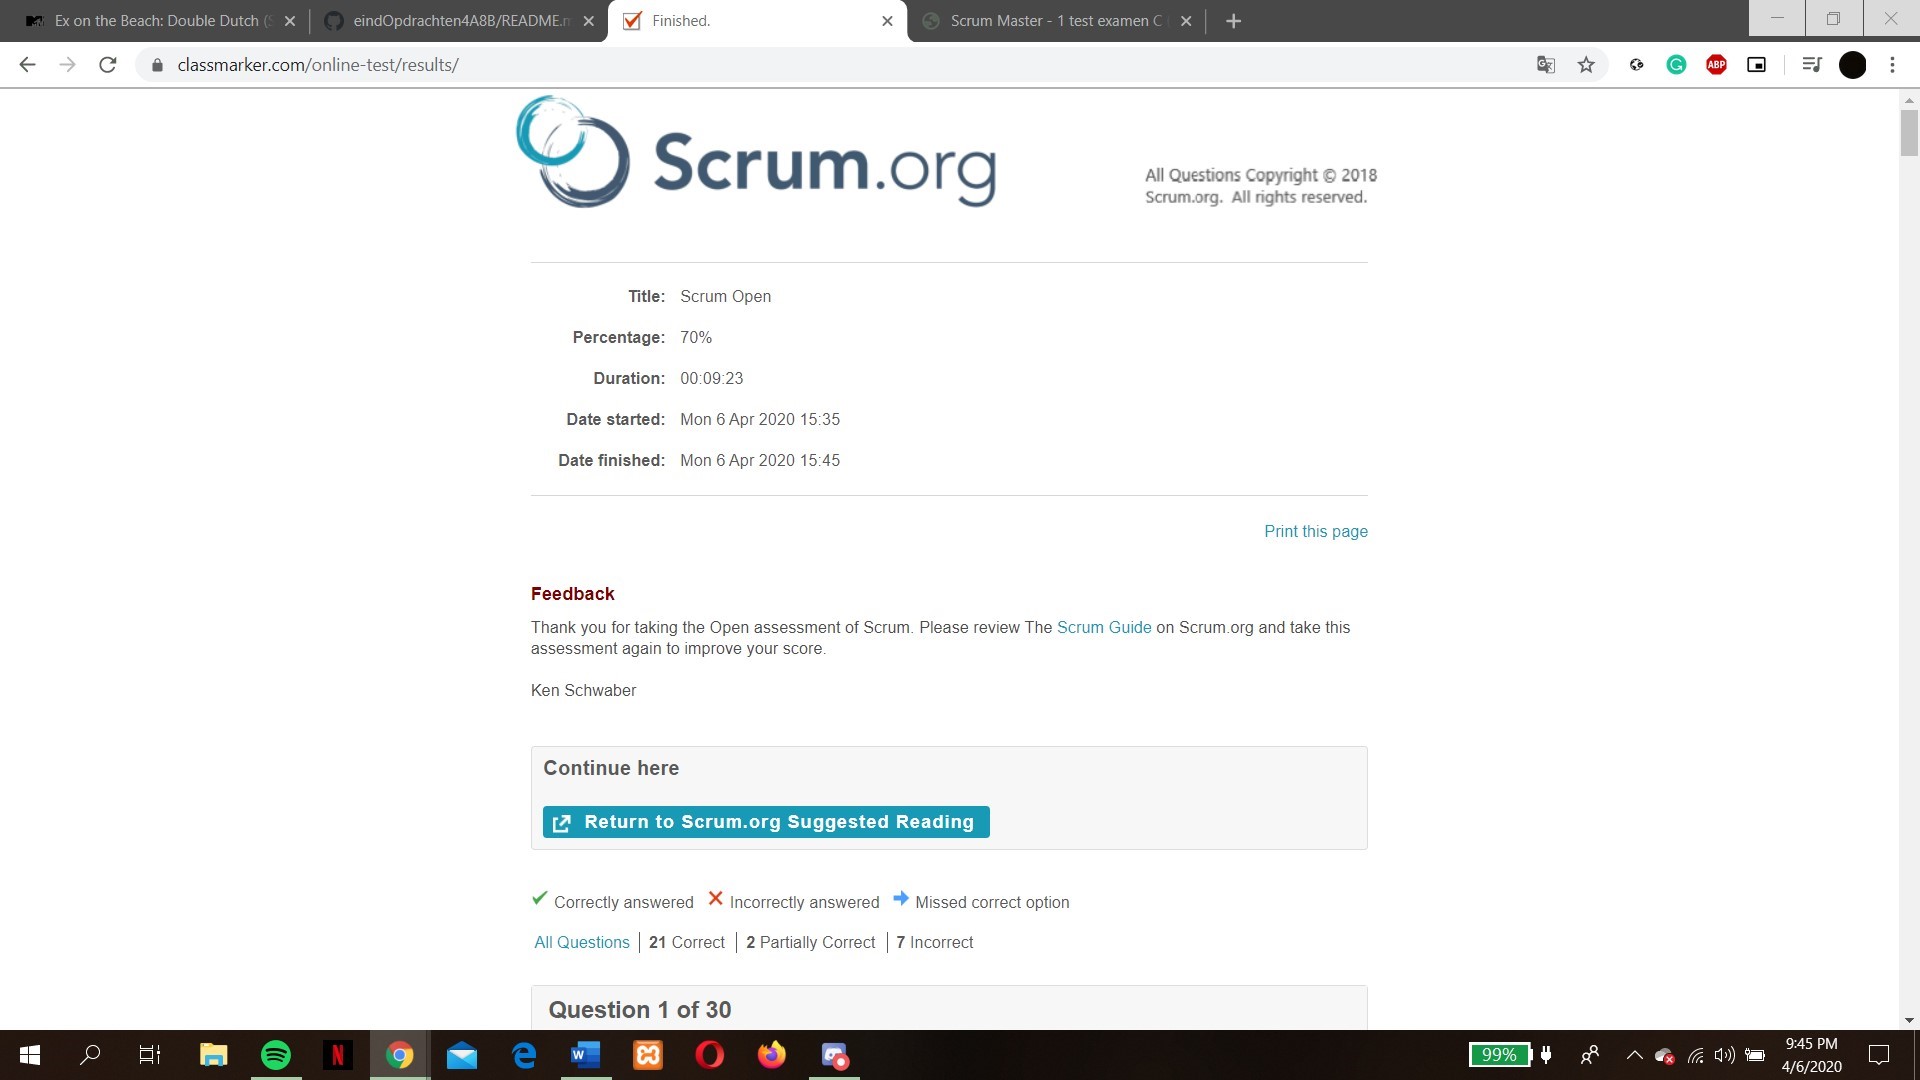 Ex on the Beach: Double Dutch (S
eindOpdrachten4A8B/README.m
Finished.
Scrum Master - 1 test examen C
classmarker.com/online-test/results/
ABP
Scrum.org
All Questions Copyright © 2018
Scrum.org. All rights reserved.
Title: Scrum Open
Percentage: 70%
Duration: 00:09:23
Date started: Mon 6 Apr 2020 15:35
Date finished: Mon 6 Apr 2020 15:45
Print this page
Feedback
Thank you for taking the Open assessment of Scrum. Please review The Scrum Guide on Scrum.org and take this
assessment again to improve your score.
Ken Schwaber
Continue here
Return to Scrum.org Suggested Reading
Correctly answered Incorrectly answered Missed correct option
All Questions 21 Correct 2 Partially Correct 7 Incorrect
Question 1 of 30
99%
9:45 PM
4/6/2020